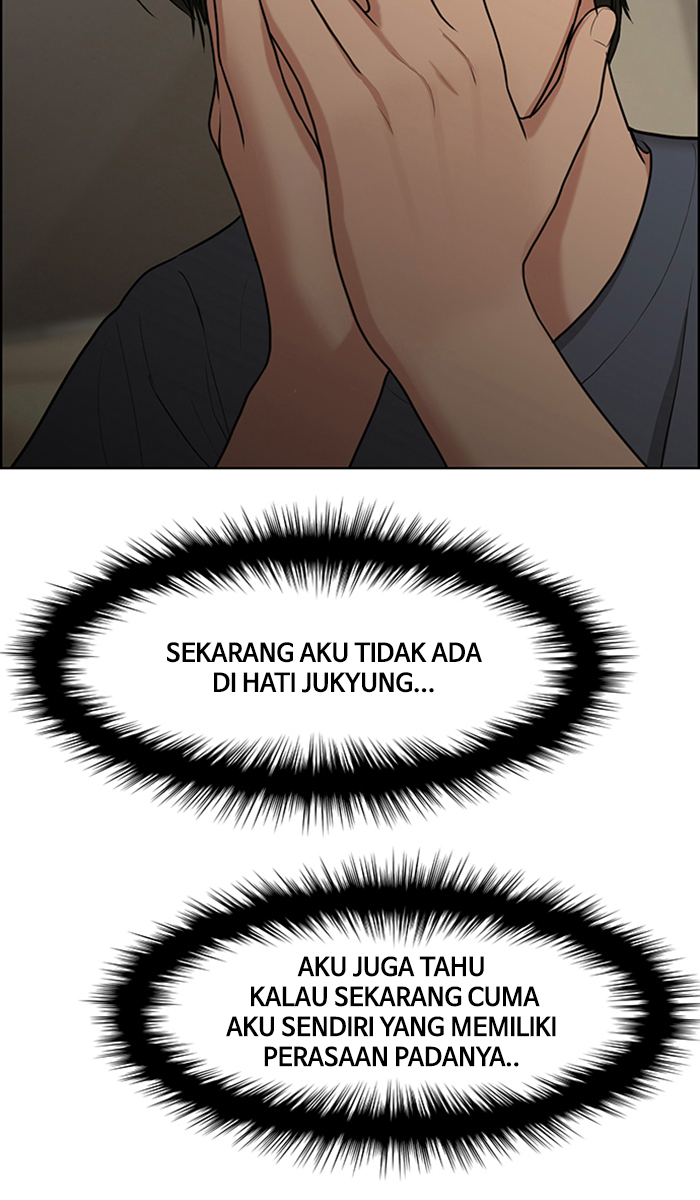 SEKARANG AKU TIDAK ADA
DI HATI JUKYUNG...
AKU JUGA TAHU
KALAU SEKARANG CUMA
AKU SENDIRI YANG MEMILIKI
PERASAAN PADANYA..